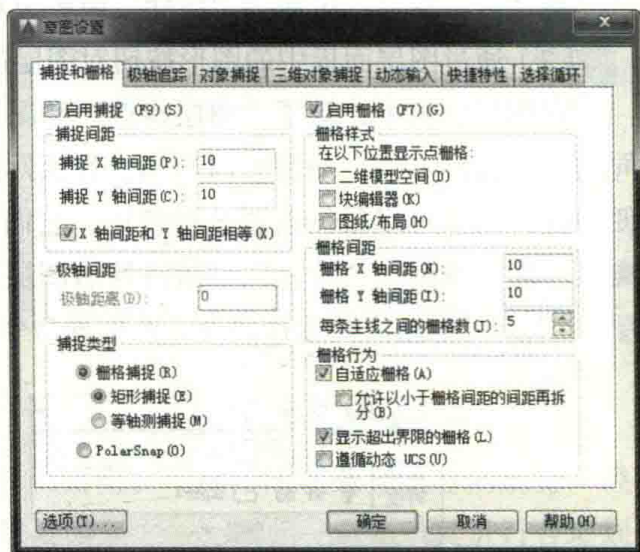 草图设置
捕捉和栅格 极轴追踪 对象捕捉 三维对象捕捉 动态输入 快捷特性 选择循环
启用捕捉 (F9)(S)
捕捉间距
捕捉 X 轴间距(P): 10
捕捉 Y 轴间距(C): 10
X 轴间距和 Y 轴间距相等(X)
极轴间距
极轴距离(D): 0
捕捉类型
栅格捕捉(R)
矩形捕捉(E)
等轴测捕捉(M)
PolarSnap(O)
启用栅格 (F7)(G)
栅格样式
在以下位置显示点栅格:
二维模型空间(D)
块编辑器(K)
图纸/布局(H)
栅格间距
栅格 X 轴间距(N): 10
栅格 Y 轴间距(I): 10
每条主线之间的栅格数(J): 5
栅格行为
自适应栅格(A)
允许以小于栅格间距的间距再拆
分(B)
显示超出界限的栅格(L)
遵循动态 UCS(U)
选项(T)... 确定 取消 帮助(H)